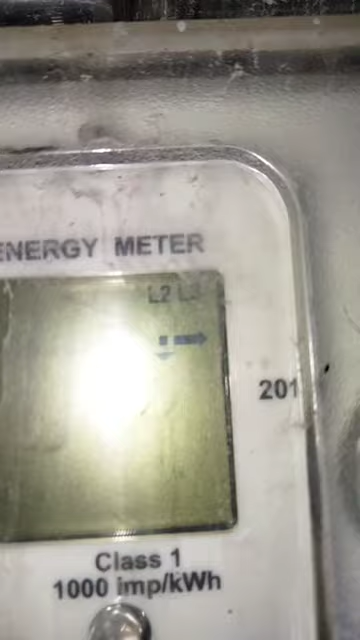 ENERGY METER
L2 L3
201
Class 1
1000 imp/kWh